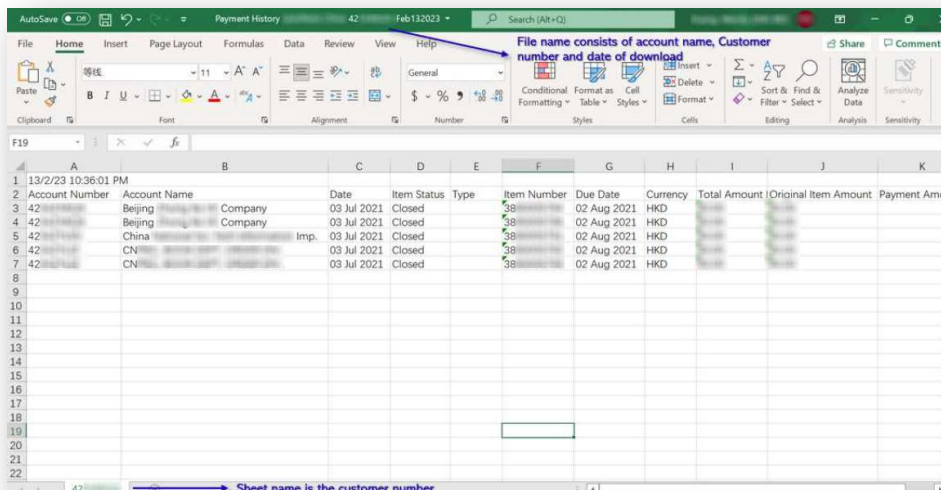 AutoSave Off Payment History 42 Feb132023 Search (Alt+Q)
File Home Insert Page Layout Formulas Data Review View Help Share Comment
File name consists of account name, Customer
number and date of download
Paste
等线 11 A A
B I U A
General
$ % 9
Conditional Formatting
Format as Table
Cell Styles
Insert
Delete
Format
Sort & Filter
Find & Select
Analyze Data
Sensitivity
Clipboard Font Alignment Number Styles Cells Editing Analysis Sensitivity
F19 fx
A B C D E F G H I J K
1 13/2/23 10:36:01 PM
2 Account Number Account Name Date Item Status Type Item Number Due Date Currency Total Amount Original Item Amount Payment Am
3 42 Beijing Company 03 Jul 2021 Closed 38 02 Aug 2021 HKD
4 42 Beijing Company 03 Jul 2021 Closed 38 02 Aug 2021 HKD
5 42 China Imp. 03 Jul 2021 Closed 38 02 Aug 2021 HKD
6 42 CN 03 Jul 2021 Closed 38 02 Aug 2021 HKD
7 42 CN 03 Jul 2021 Closed 38 02 Aug 2021 HKD
8
9
10
11
12
13
14
15
16
17
18
19
20
21
22
42 Sheet name is the customer number